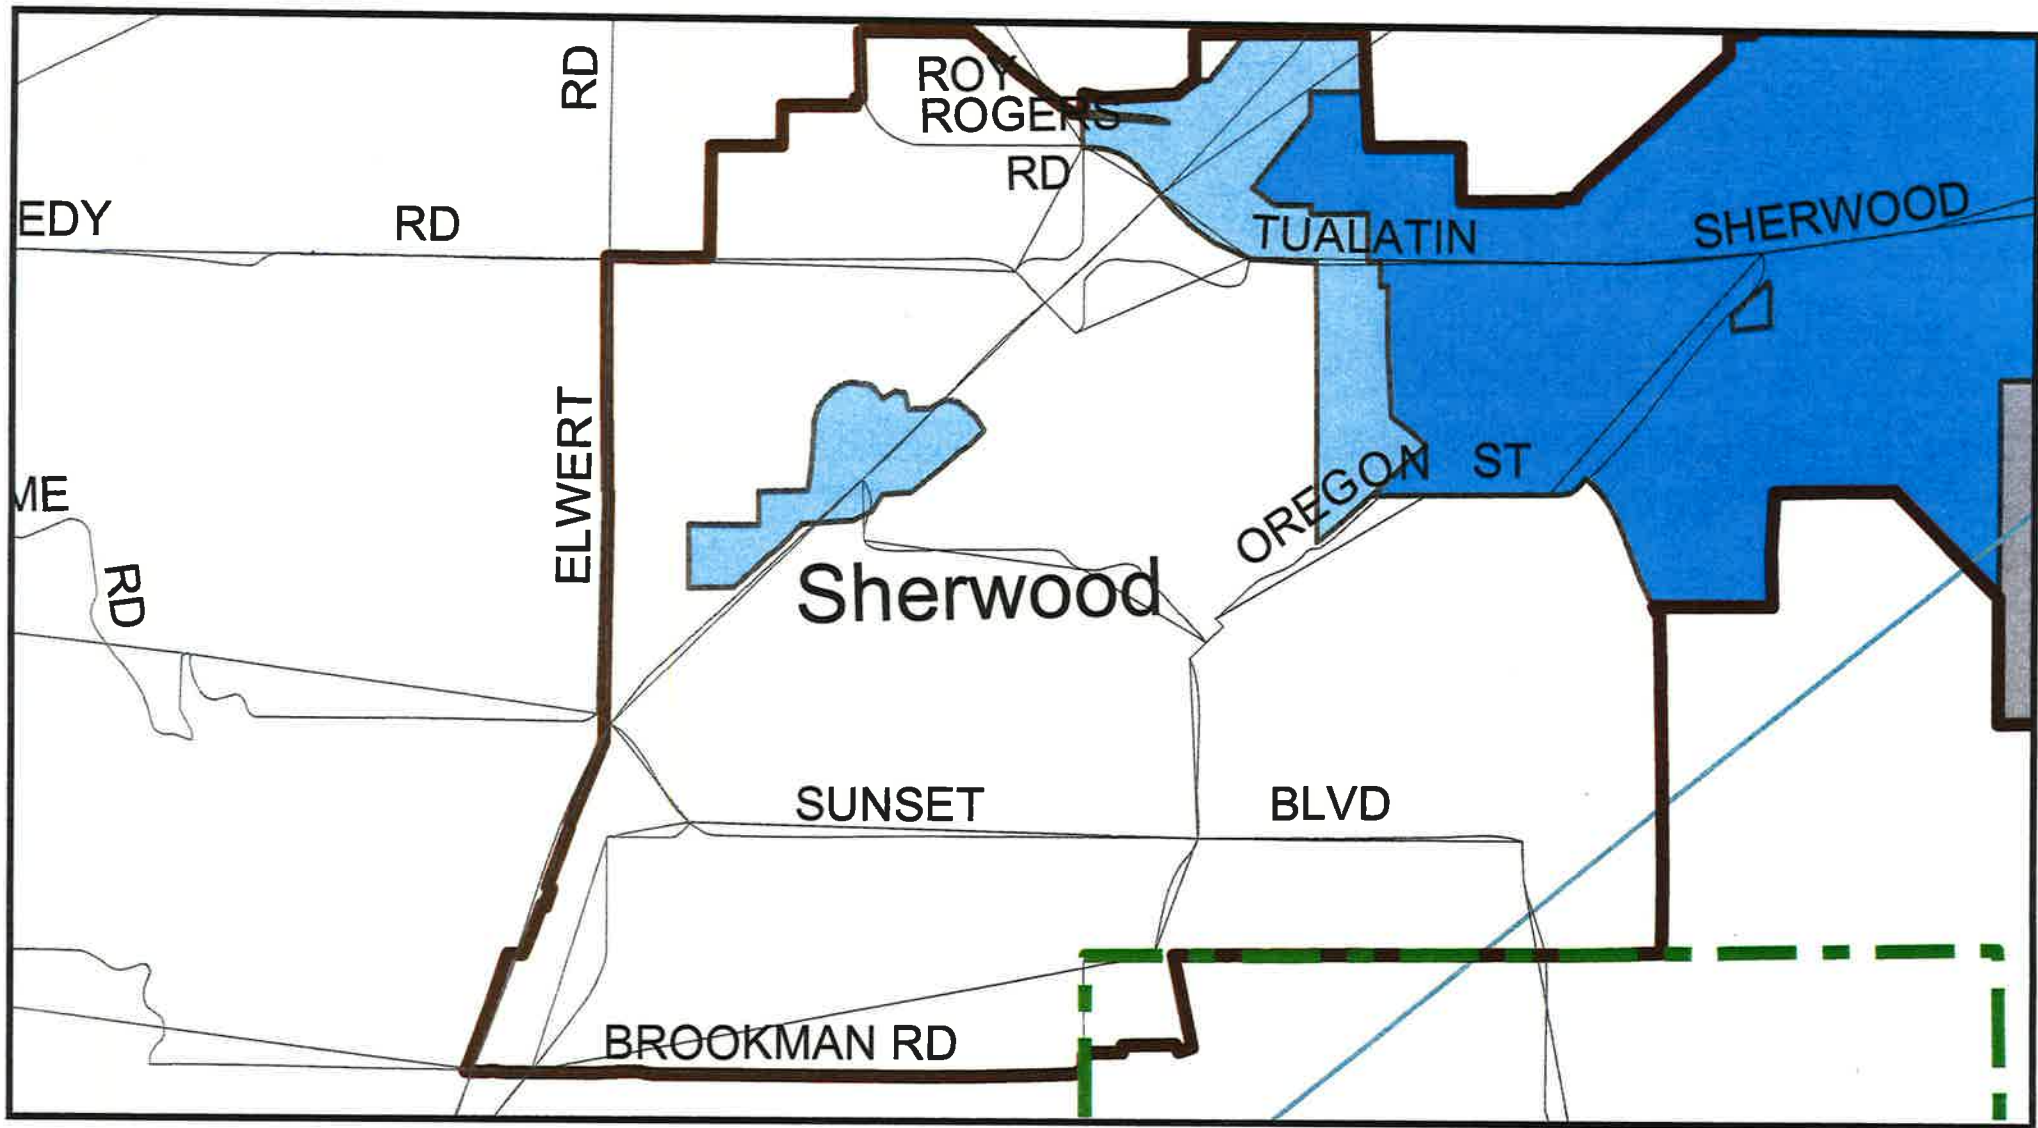 RD
ROY
ROGERS
RD
EDY
RD
TUALATIN
SHERWOOD
ELWERT
OREGON
ST
ME
RD
Sherwood
SUNSET
BLVD
BROOKMAN RD